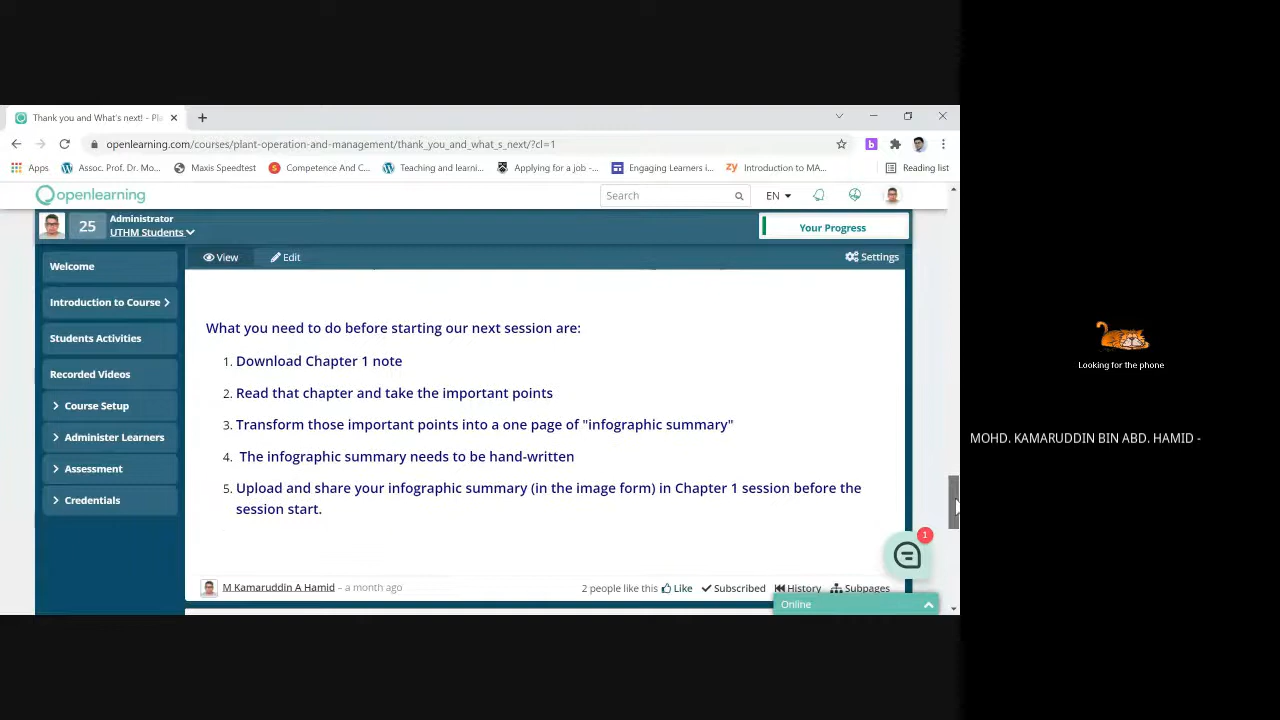 Thank you and What's next! - Pla
openlearning.com/courses/plant-operation-and-management/thank_you_and_what_s_next/?cl=1
Apps Assoc. Prof. Dr. Mo... Maxis Speedtest Competence And C... Teaching and learni... Applying for a job -... Engaging Learners i... zy Introduction to MA... Reading list
openlearning Search EN
25 Administrator
UTHM Students
Your Progress
View Edit Settings
Welcome
Introduction to Course
Students Activities
Recorded Videos
Course Setup
Administer Learners
Assessment
Credentials
What you need to do before starting our next session are:
1. Download Chapter 1 note
2. Read that chapter and take the important points
3. Transform those important points into a one page of "infographic summary"
4. The infographic summary needs to be hand-written
5. Upload and share your infographic summary (in the image form) in Chapter 1 session before the
session start.
1
M Kamaruddin A Hamid – a month ago 2 people like this Like Subscribed History Subpages
Online
Looking for the phone
MOHD. KAMARUDDIN BIN ABD. HAMID -